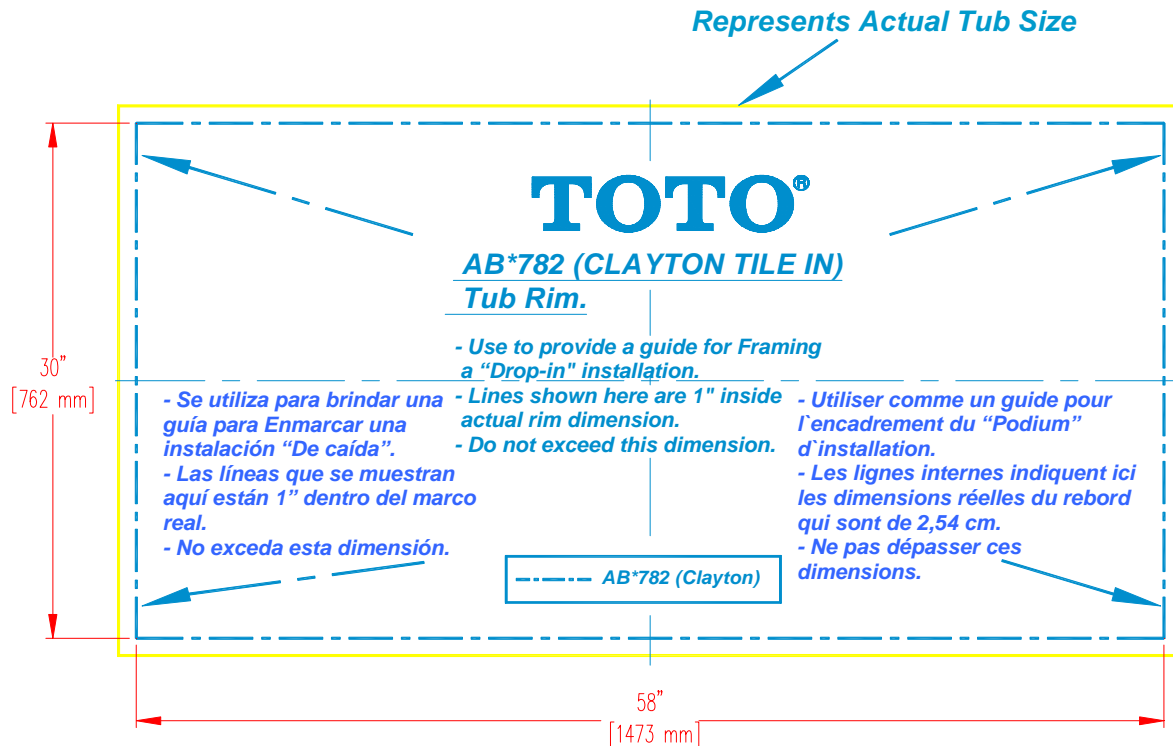 Represents Actual Tub Size
TOTO®
AB*782 (CLAYTON TILE IN)
Tub Rim.
- Use to provide a guide for Framing
a “Drop-in" installation.
- Lines shown here are 1" inside
actual rim dimension.
- Do not exceed this dimension.
30”
[762 mm]
- Se utiliza para brindar una
guía para Enmarcar una
instalación “De caída”.
- Las líneas que se muestran
aquí están 1” dentro del marco
real.
- No exceda esta dimensión.
- Utiliser comme un guide pour
l`encadrement du “Podium”
d`installation.
- Les lignes internes indiquent ici
les dimensions réelles du rebord
qui sont de 2,54 cm.
- Ne pas dépasser ces
dimensions.
AB*782 (Clayton)
58”
[1473 mm]